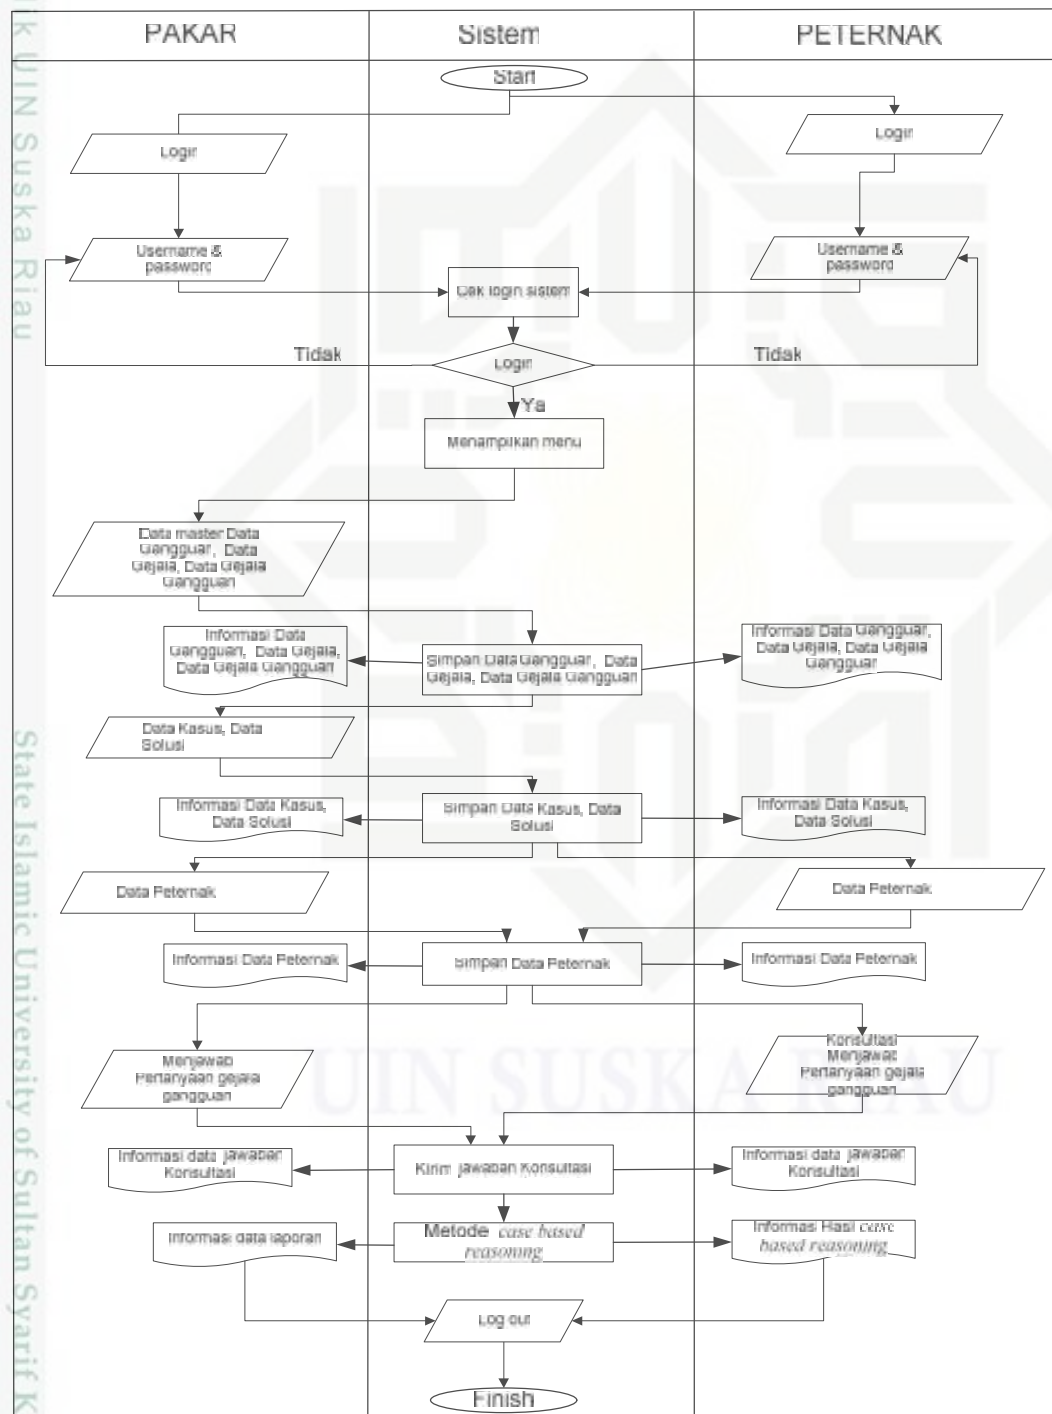 PAKAR
Sistem
PETERNAK
Start
Login
Login
Username &
password
Username &
password
Cek login sistem
Tidak
Login
Tidak
Ya
Menampilkan menu
Data master Data
Gangguan, Data
Gejala, Data Gejala
Gangguan
Informasi Data
Gangguan, Data Gejala,
Data Gejala Gangguan
Simpan Data Gangguan, Data
Gejala, Data Gejala Gangguan
Informasi Data Gangguan,
Data Gejala, Data Gejala
Gangguan
Data Kasus, Data
Solusi
Informasi Data Kasus,
Data Solusi
Simpan Data Kasus, Data
Solusi
Informasi Data Kasus,
Data Solusi
Data Peternak
Data Peternak
Informasi Data Peternak
Simpan Data Peternak
Informasi Data Peternak
Menjawab
Pertanyaan gejala
gangguan
Konsultasi
Menjawab
Pertanyaan gejala
gangguan
Informasi data jawaban
Konsultasi
Kirim jawaban Konsultasi
Informasi data jawaban
Konsultasi
Informasi data laporan
Metode case based
reasoning
Informasi Hasil case
based reasoning
Log out
Finish
UIN SUSKA RIAU
UIN Suska Riau
State Islamic University of Sultan Syarif K